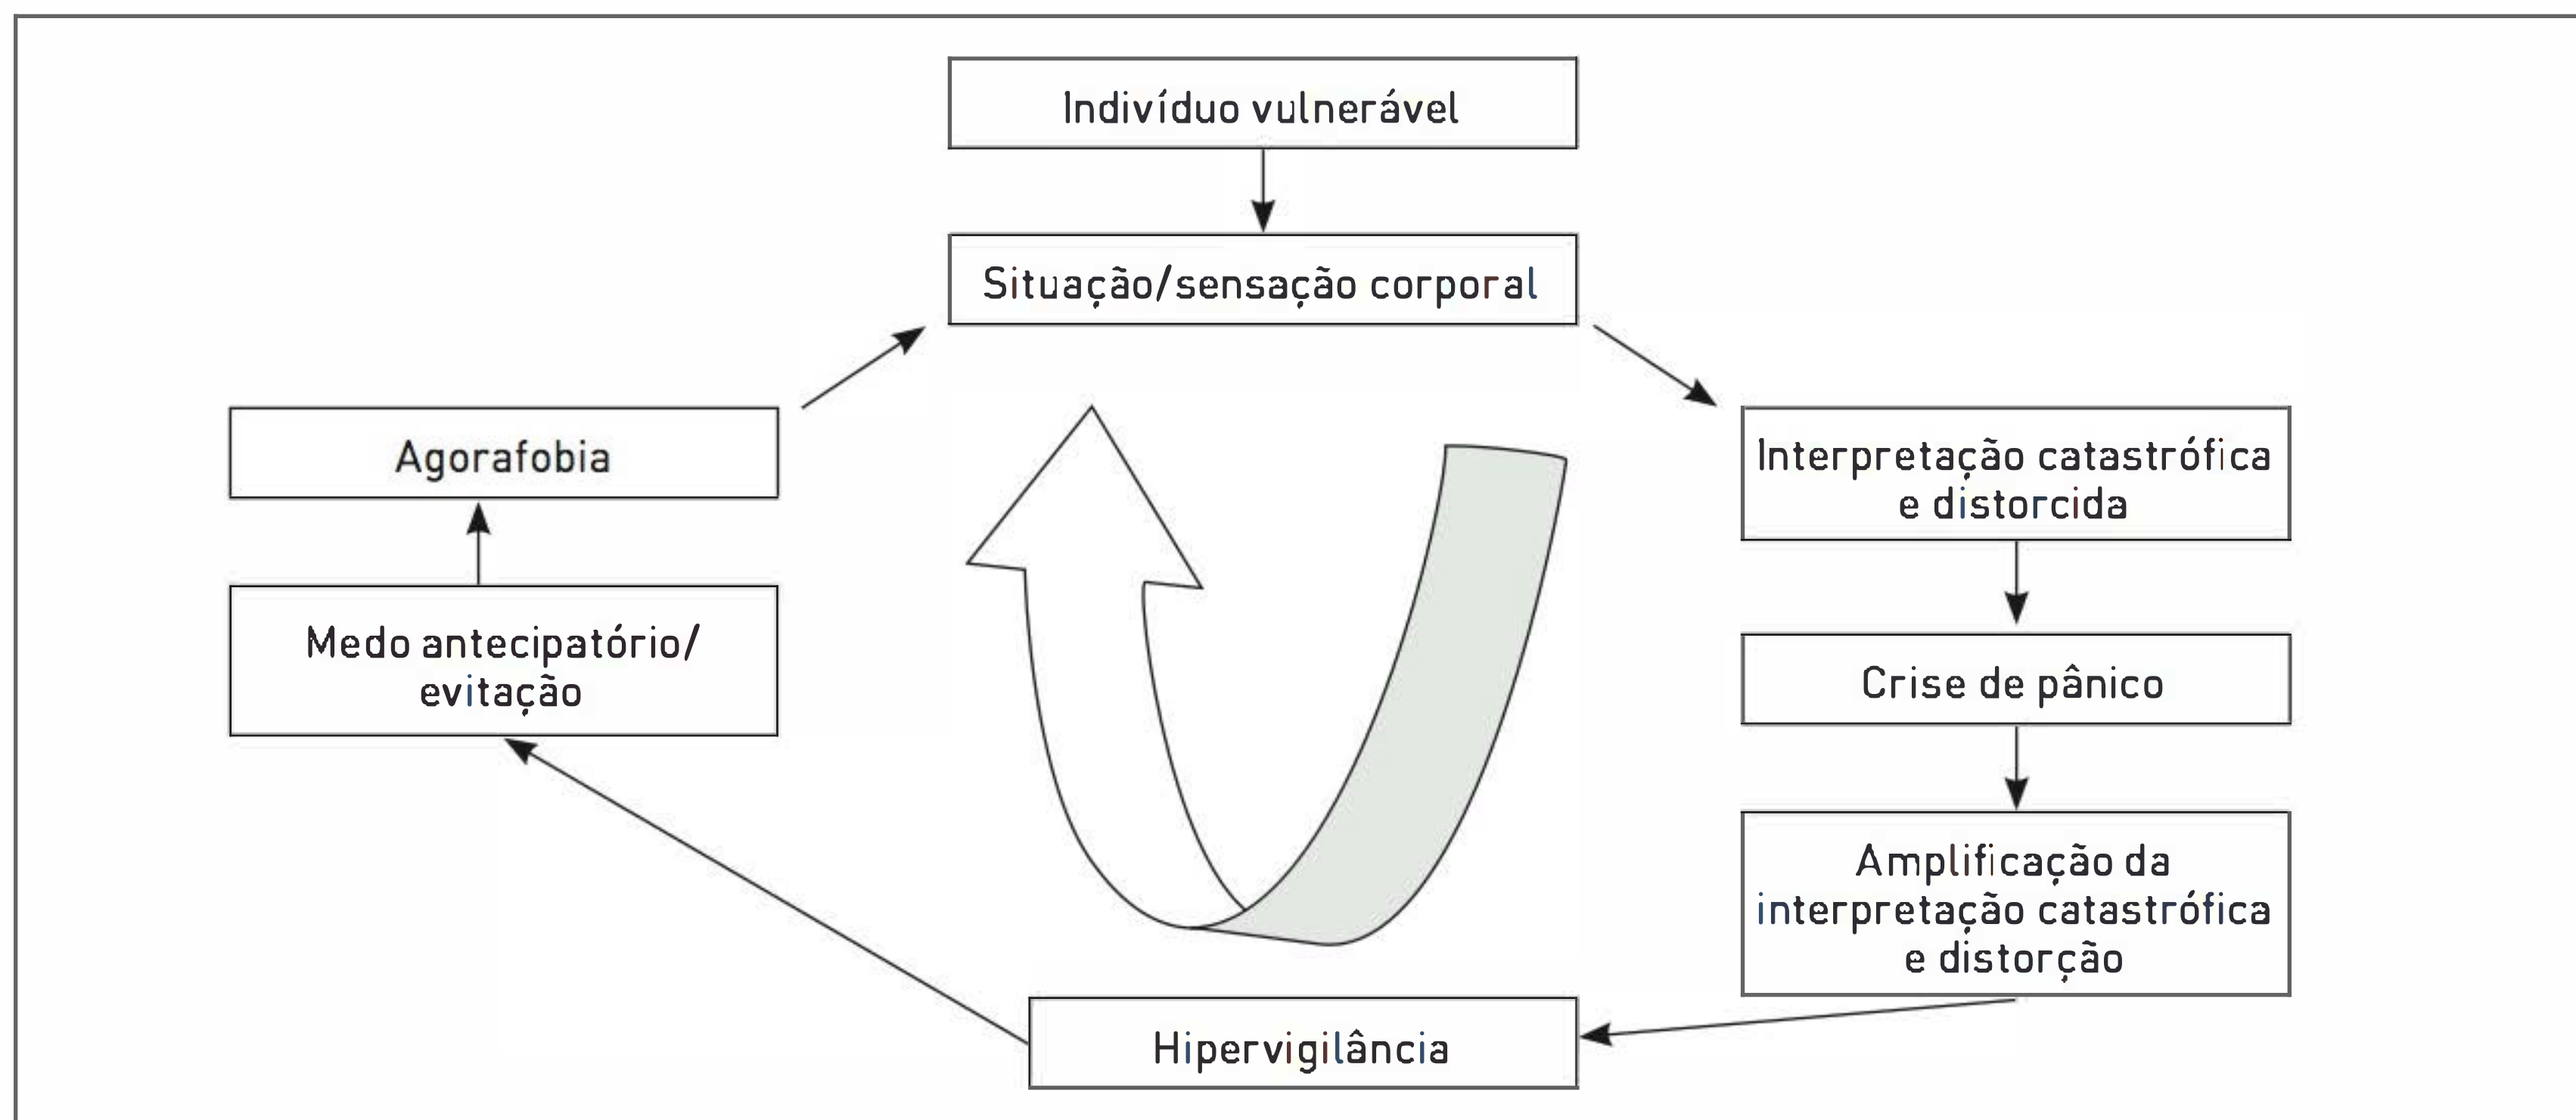 Indivíduo vulnerável
Situação/sensação corporal
Interpretação catastrófica
e distorcida
Crise de pânico
Amplificação da
interpretação catastrófica
e distorção
Hipervigilância
Medo antecipatório/
evitação
Agorafobia